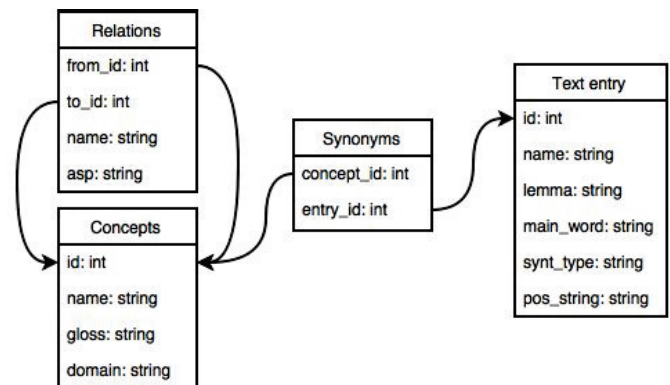 Relations
from_id: int
to_id: int
name: string
asp: string
Concepts
id: int
name: string
gloss: string
domain: string
Synonyms
concept_id: int
entry_id: int
Text entry
id: int
name: string
lemma: string
main_word: string
synt_type: string
pos_string: string